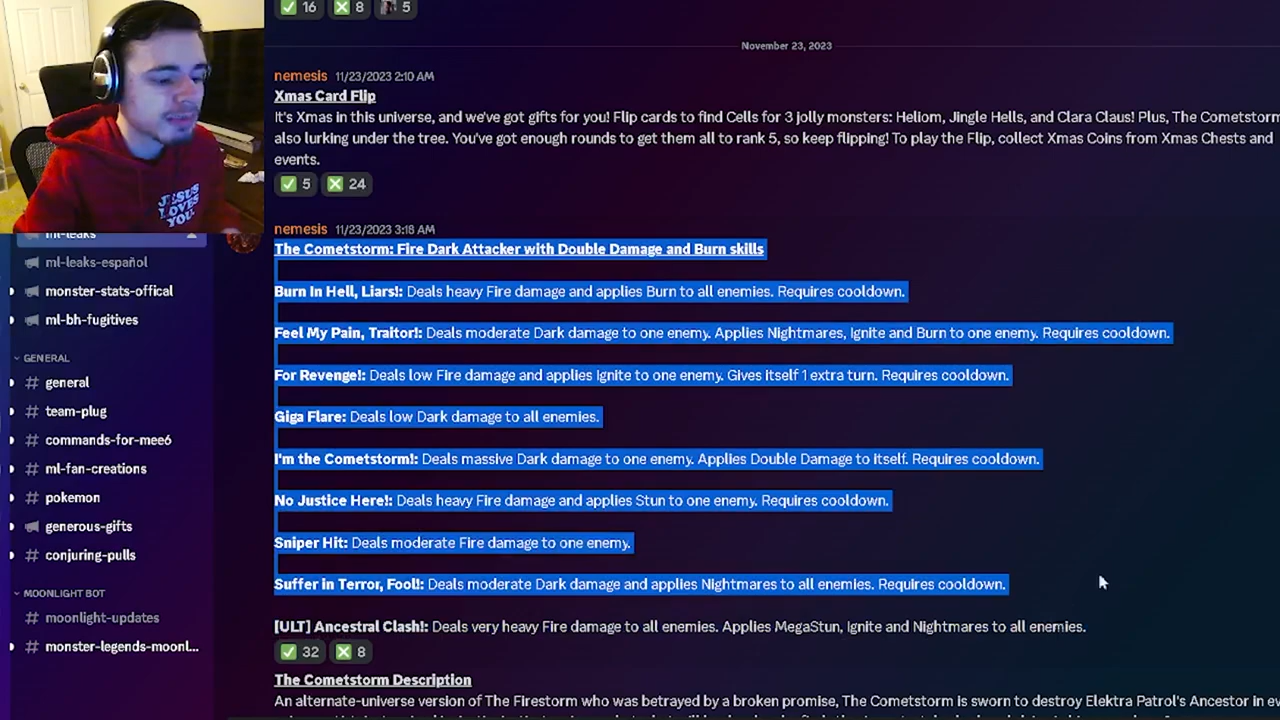 16 8 5
November 23, 2023
nemesis 11/23/2023 2:10 AM
Xmas Card Flip
It's Xmas in this universe, and we've got gifts for you! Flip cards to find Cells for 3 jolly monsters: Heliom, Jingle Hells, and Clara Claus! Plus, The Cometstorm
also lurking under the tree. You've got enough rounds to get them all to rank 5, so keep flipping! To play the Flip, collect Xmas Coins from Xmas Chests and
events.
5 24
JESUS
LOVES
YOU.
nemesis 11/23/2023 3:18 AM
The Cometstorm: Fire Dark Attacker with Double Damage and Burn skills
Burn In Hell, Liars!: Deals heavy Fire damage and applies Burn to all enemies. Requires cooldown.
Feel My Pain, Traitor!: Deals moderate Dark damage to one enemy. Applies Nightmares, Ignite and Burn to one enemy. Requires cooldown.
For Revenge!: Deals low Fire damage and applies Ignite to one enemy. Gives itself 1 extra turn. Requires cooldown.
Giga Flare: Deals low Dark damage to all enemies.
I'm the Cometstorm!: Deals massive Dark damage to one enemy. Applies Double Damage to itself. Requires cooldown.
No Justice Here!: Deals heavy Fire damage and applies Stun to one enemy. Requires cooldown.
Sniper Hit: Deals moderate Fire damage to one enemy.
Suffer in Terror, Fool!: Deals moderate Dark damage and applies Nightmares to all enemies. Requires cooldown.
[ULT] Ancestral Clash!: Deals very heavy Fire damage to all enemies. Applies MegaStun, Ignite and Nightmares to all enemies.
32 8
The Cometstorm Description
An alternate-universe version of The Firestorm who was betrayed by a broken promise, The Cometstorm is sworn to destroy Elektra Patrol's Ancestor in
ml-leaks
ml-leaks-español
monster-stats-offical
ml-bh-fugitives
GENERAL
# general
# team-plug
# commands-for-mee6
# ml-fan-creations
# pokemon
generous-gifts
# conjuring-pulls
MOONLIGHT BOT
# moonlight-updates
# monster-legends-moonl...